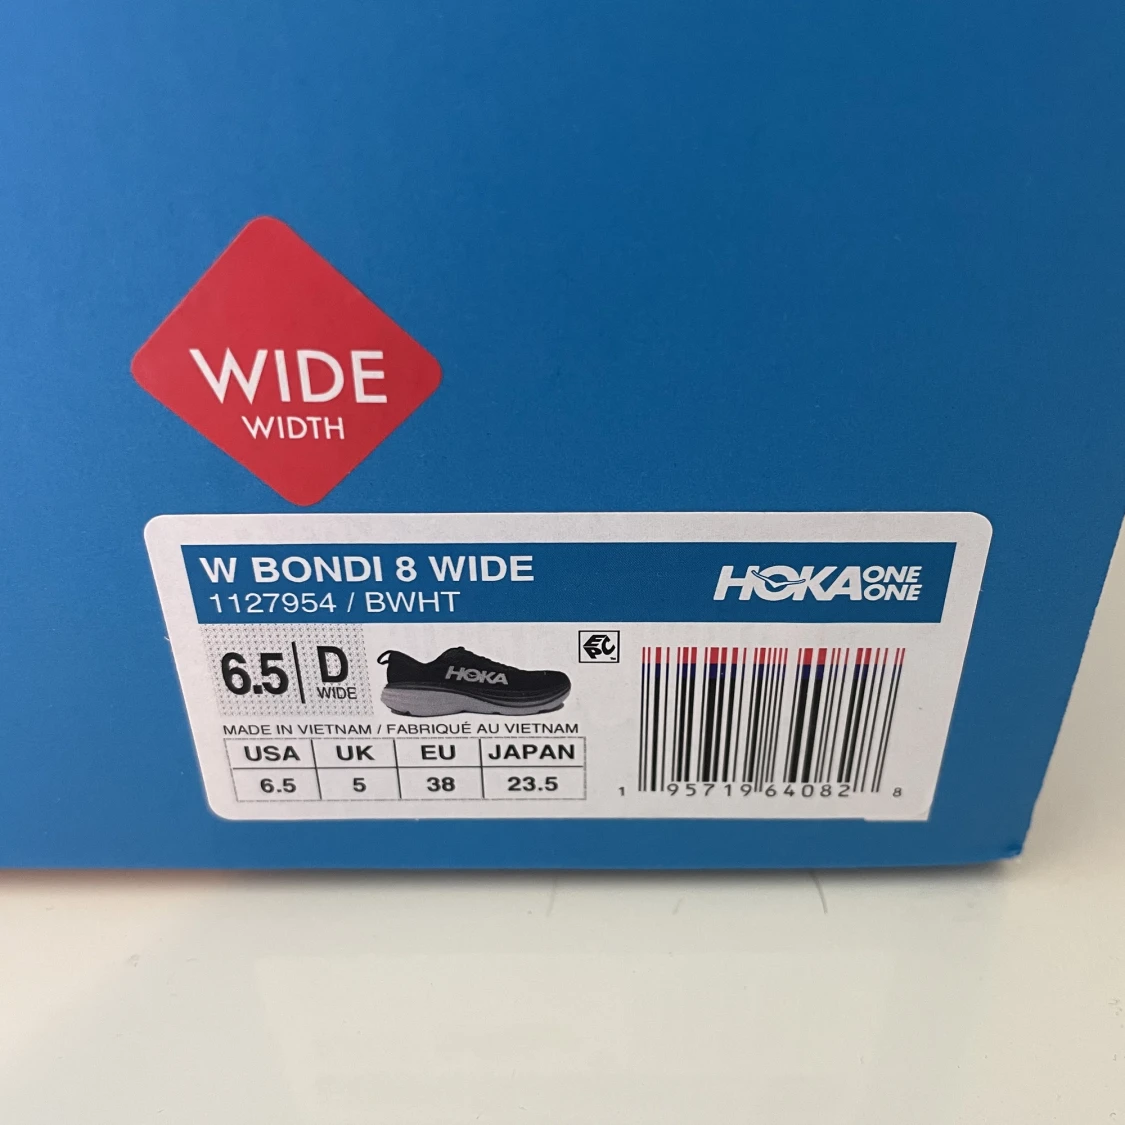 WIDE
WIDTH
W BONDI 8 WIDE
1127954 / BWHT
HOKA ONE ONE
6.5 D
WIDE
HOKA
EPC
MADE IN VIETNAM / FABRIQUÉ AU VIETNAM
USA UK EU JAPAN
6.5 5 38 23.5
1 95719 64082 8